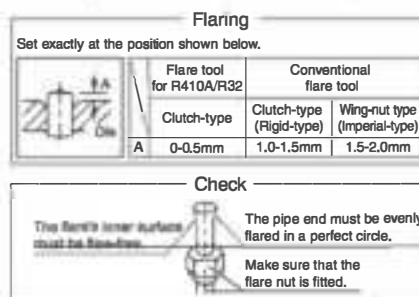 Flaring
Set exactly at the position shown below.
Flare tool for R410A/R32
Conventional flare tool
Clutch-type
Clutch-type (Rigid-type)
Wing-nut type (Imperial-type)
A
Die
A 0-0.5mm 1.0-1.5mm 1.5-2.0mm
Check
The flare's inner surface must be flaw-free.
The pipe end must be evenly flared in a perfect circle.
Make sure that the flare nut is fitted.